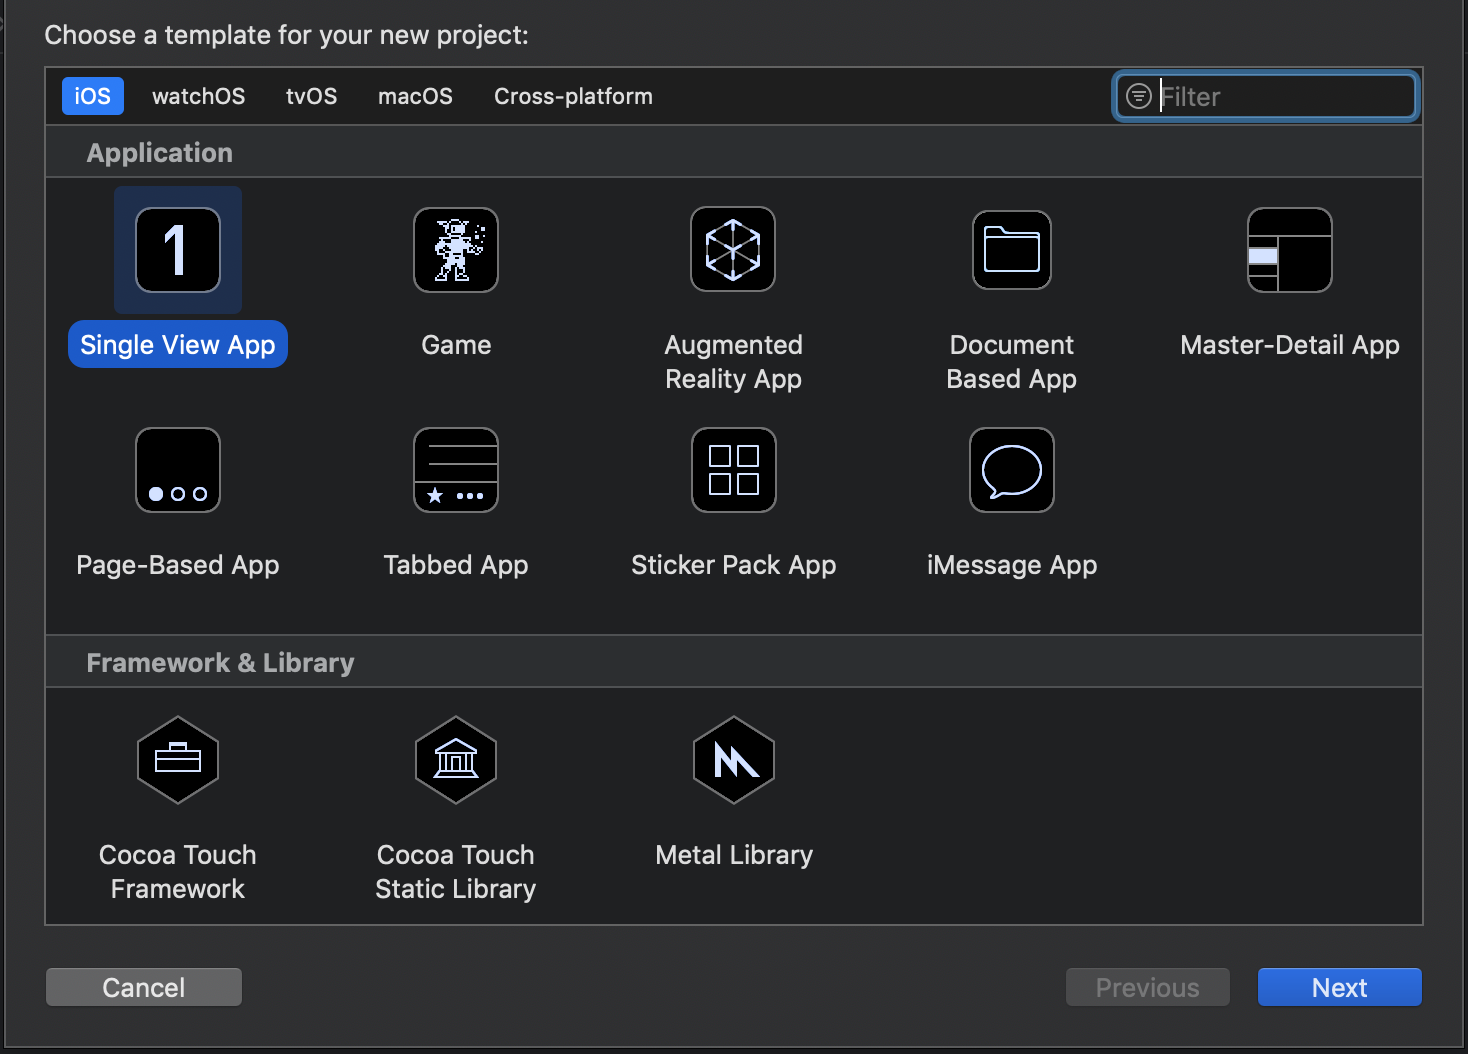 Choose a template for your new project:
iOS watchOS tvOS macOS Cross-platform Filter
Application
1
Single View App Game Augmented Reality App Document Based App Master-Detail App
Page-Based App Tabbed App Sticker Pack App iMessage App
Framework & Library
Cocoa Touch Framework Cocoa Touch Static Library Metal Library
Cancel Previous Next